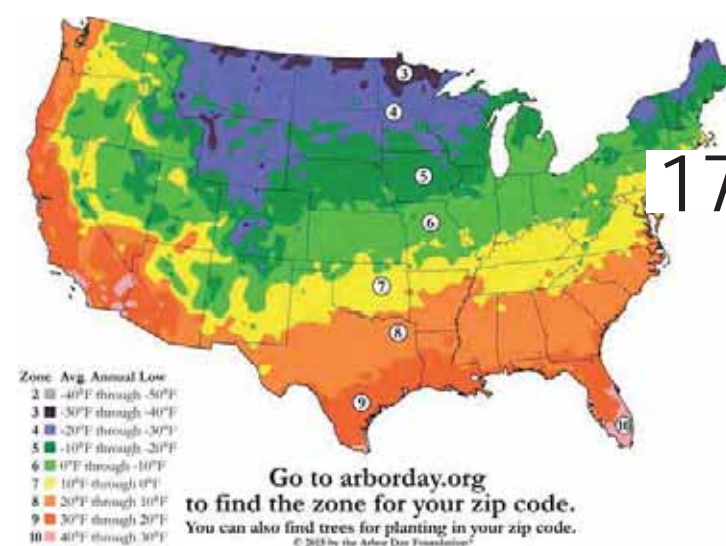 3
4
17
5
6
7
8
9
10
Zone Avg. Annual Low
2 -40°F through -50°F
3 -30°F through -40°F
4 -20°F through -30°F
5 -10°F through -20°F
6 0°F through -10°F
7 10°F through 0°F
8 20°F through 10°F
9 30°F through 20°F
10 40°F through 30°F
Go to arborday.org
to find the zone for your zip code.
You can also find trees for planting in your zip code.
© 2015 by the Arbor Day Foundation®